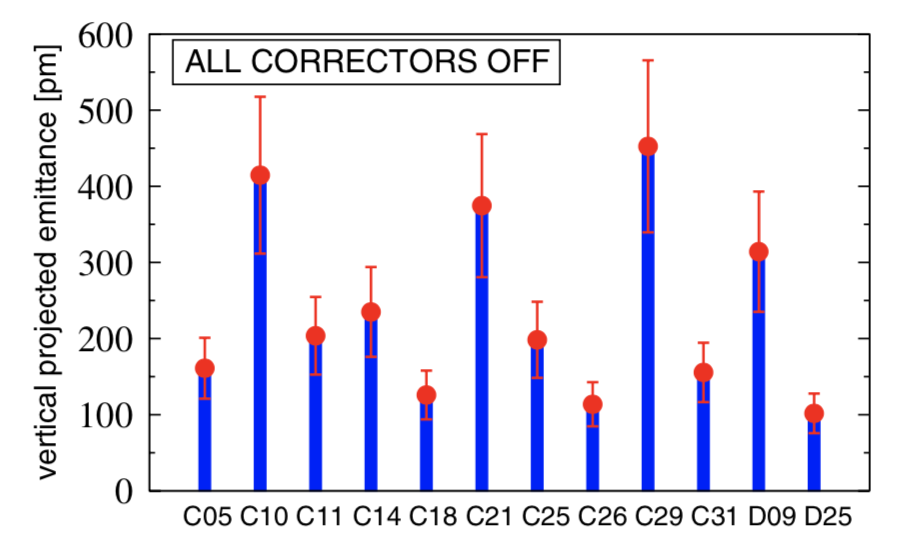 ALL CORRECTORS OFF
vertical projected emittance [pm]
600
500
400
300
200
100
0
C05 C10 C11 C14 C18 C21 C25 C26 C29 C31 D09 D25